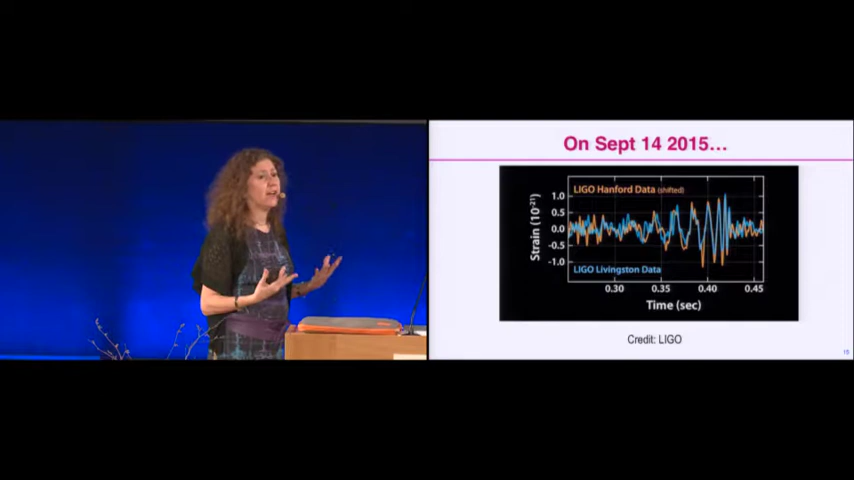 On Sept 14 2015...
LIGO Hanford Data (shifted)
1.0
0.5
0.0
-0.5
-1.0
Strain (10⁻²¹)
LIGO Livingston Data
0.30 0.35 0.40 0.45
Time (sec)
Credit: LIGO
15